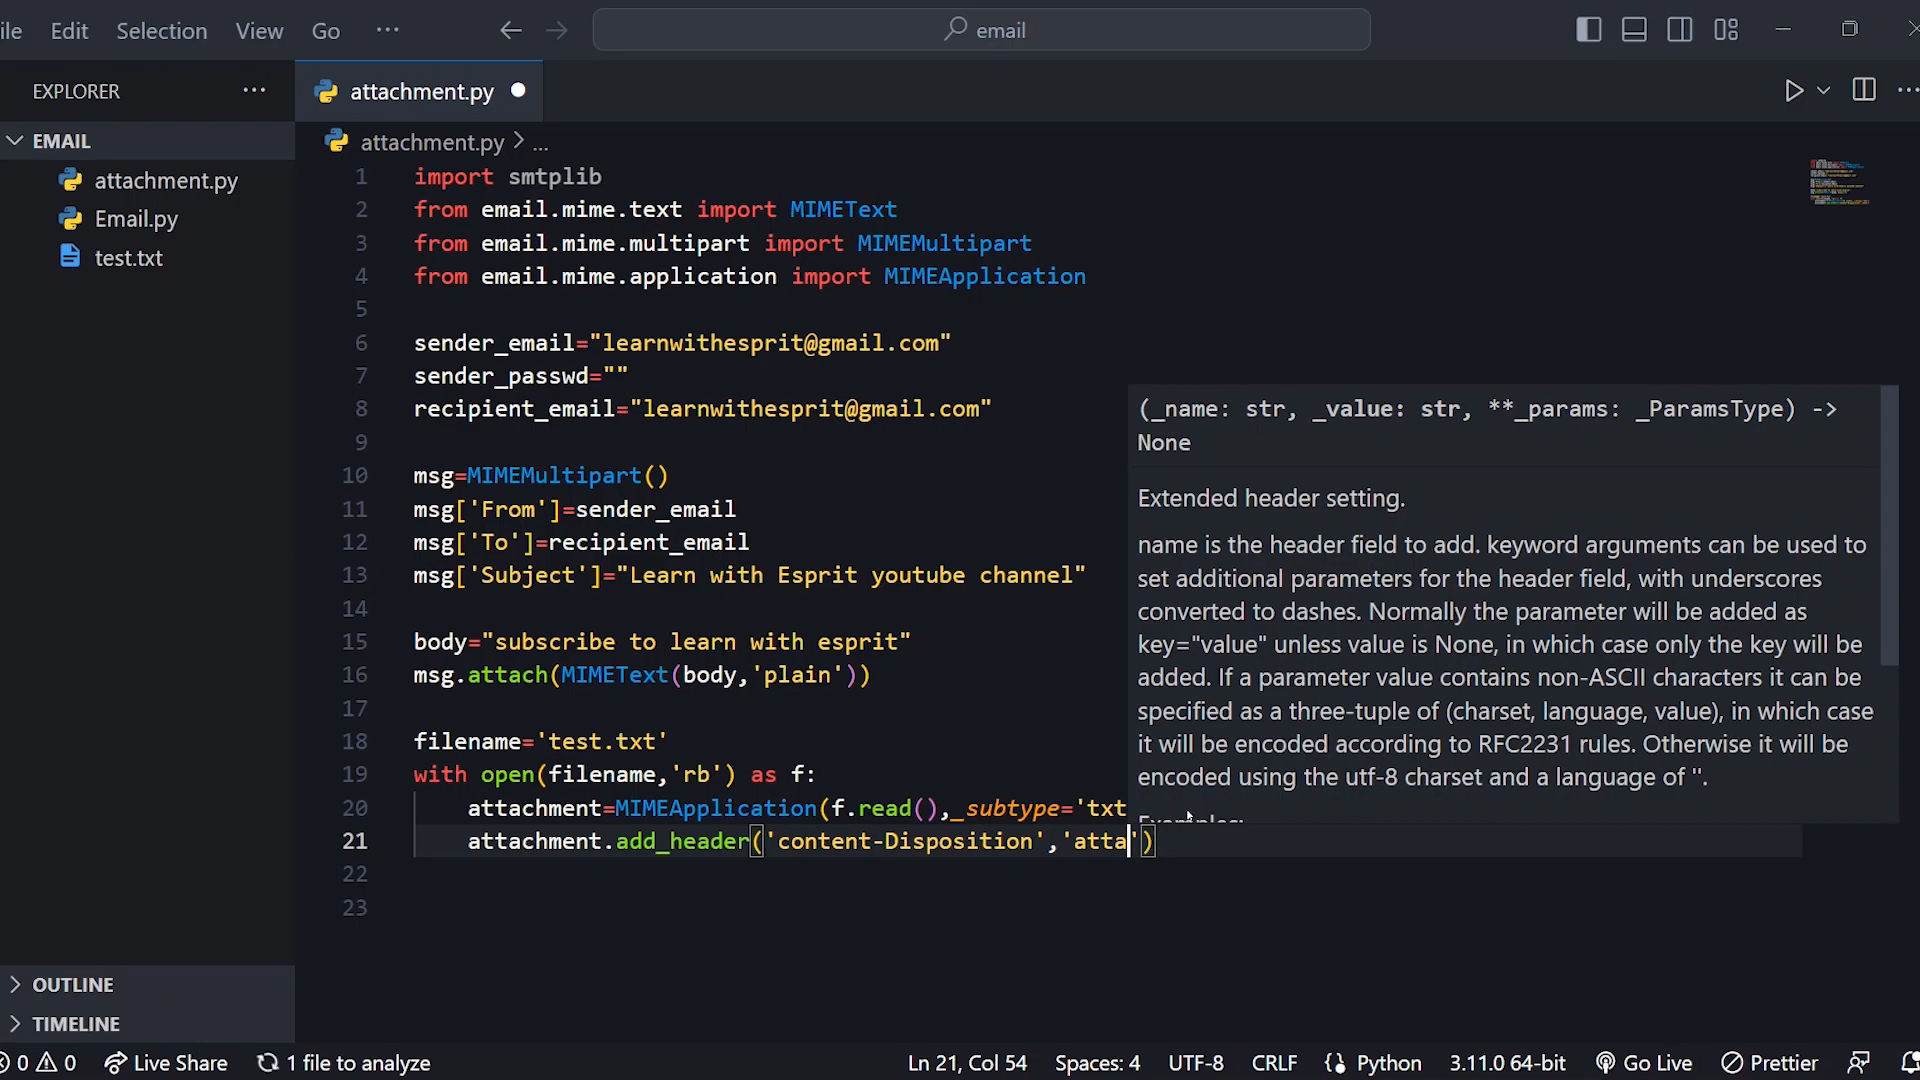 ile Edit Selection View Go ··· email
EXPLORER ···
attachment.py
EMAIL
attachment.py
Email.py
test.txt
attachment.py > ...
1 import smtplib
2 from email.mime.text import MIMEText
3 from email.mime.multipart import MIMEMultipart
4 from email.mime.application import MIMEApplication
5
6 sender_email="learnwithesprit@gmail.com"
7 sender_passwd=""
8 recipient_email="learnwithesprit@gmail.com"
9
10 msg=MIMEMultipart()
11 msg['From']=sender_email
12 msg['To']=recipient_email
13 msg['Subject']="Learn with Esprit youtube channel"
14
15 body="subscribe to learn with esprit"
16 msg.attach(MIMEText(body,'plain'))
17
18 filename='test.txt'
19 with open(filename,'rb') as f:
20 attachment=MIMEApplication(f.read(),_subtype='txt
21 attachment.add_header('content-Disposition','atta')
22
23
(_name: str, _value: str, **_params: _ParamsType) ->
None
Extended header setting.
name is the header field to add. keyword arguments can be used to
set additional parameters for the header field, with underscores
converted to dashes. Normally the parameter will be added as
key="value" unless value is None, in which case only the key will be
added. If a parameter value contains non-ASCII characters it can be
specified as a three-tuple of (charset, language, value), in which case
it will be encoded according to RFC2231 rules. Otherwise it will be
encoded using the utf-8 charset and a language of ''.
Examples:
OUTLINE
TIMELINE
0 0 Live Share 1 file to analyze Ln 21, Col 54 Spaces: 4 UTF-8 CRLF Python 3.11.0 64-bit Go Live Prettier